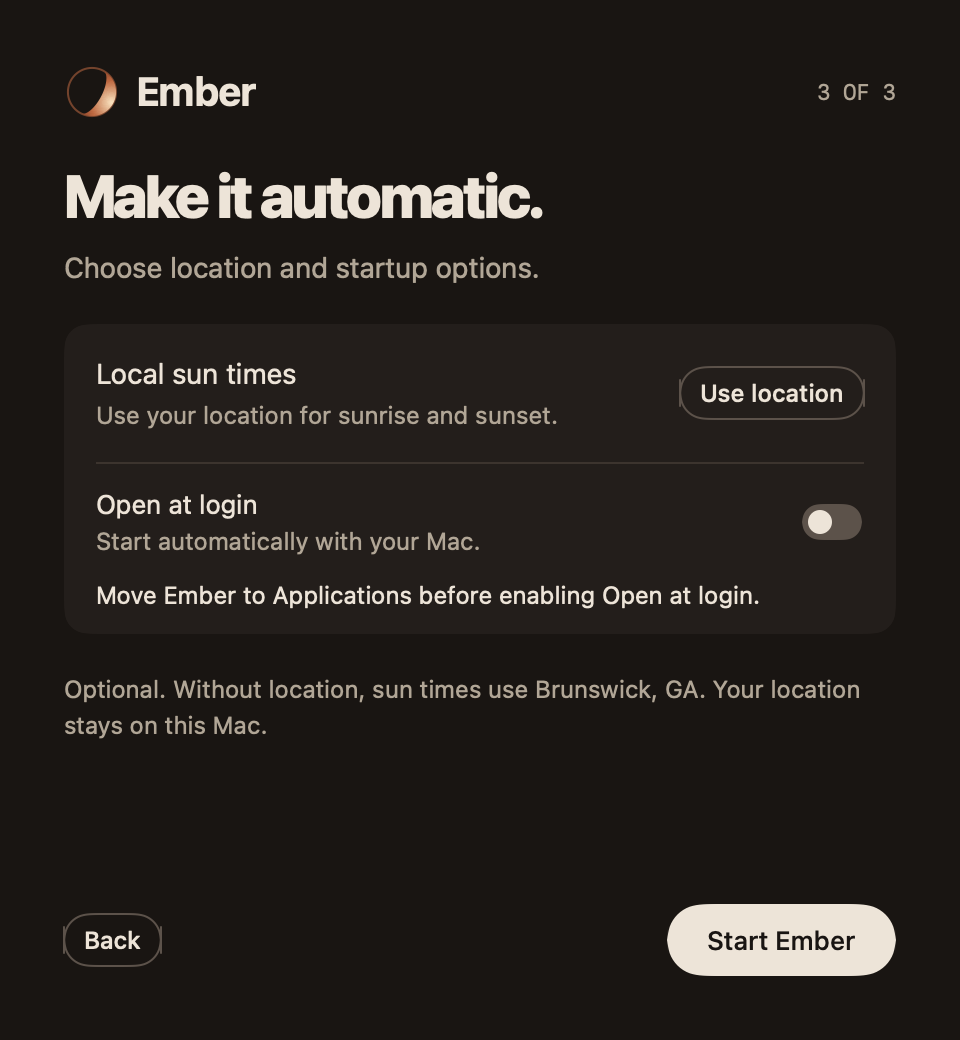 Ember
3 OF 3
Make it automatic.
Choose location and startup options.
Local sun times
Use your location for sunrise and sunset.
Use location
Open at login
Start automatically with your Mac.
Move Ember to Applications before enabling Open at login.
Optional. Without location, sun times use Brunswick, GA. Your location
stays on this Mac.
Back
Start Ember